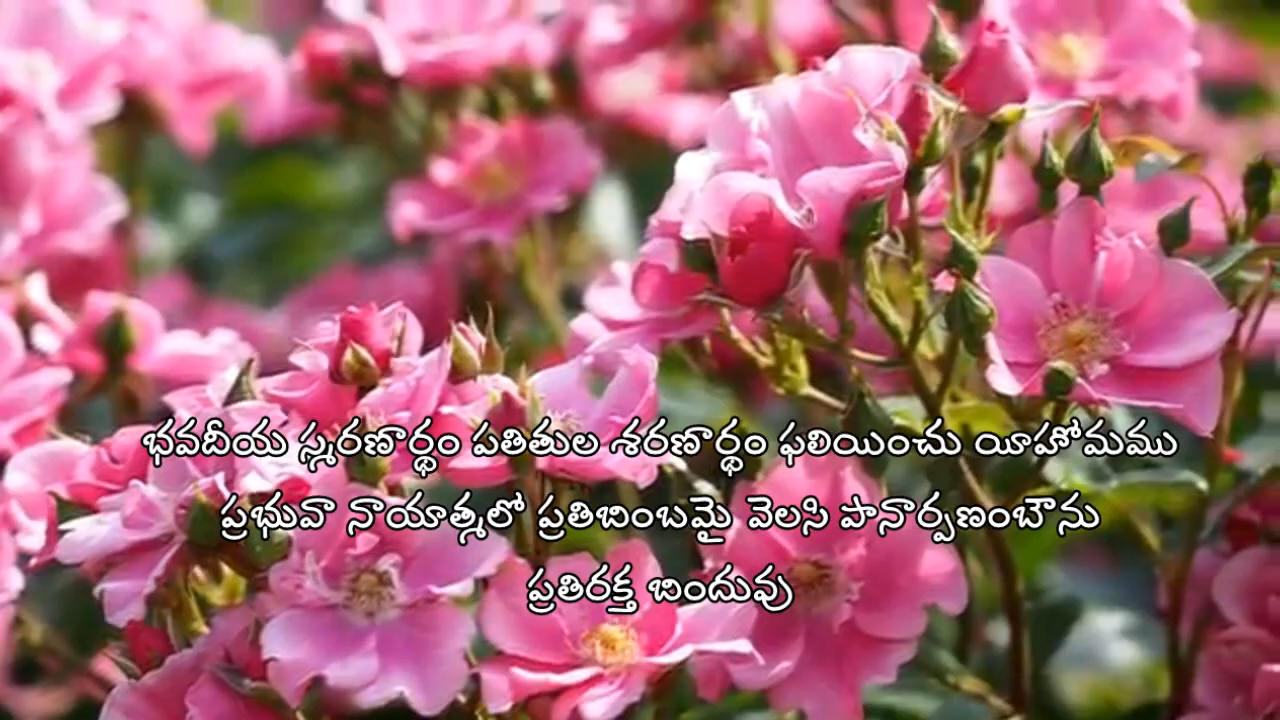 భవదీయ స్మరణార్థం పతితుల శరణార్థం ఫలియించు యీహోమము
ప్రభువా నాయాత్మలో ప్రతిబింబమై వెలసి పానార్పణంబౌను
ప్రతిరక్త బిందువు